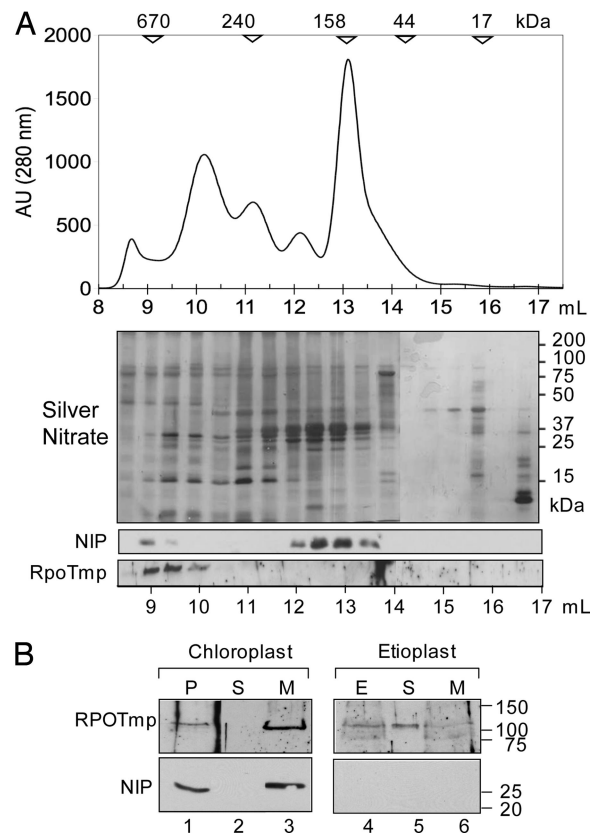 A
670 240 158 44 17 kDa
2000
1500
1000
500
0
AU (280 nm)
8 9 10 11 12 13 14 15 16 17 mL
Silver
Nitrate
200
100
75
50
37
25
15
kDa
NIP
RpoTmp
9 10 11 12 13 14 15 16 17 mL
B
Chloroplast Etioplast
P S M E S M
RPOTmp
150
100
75
NIP
25
20
1 2 3 4 5 6